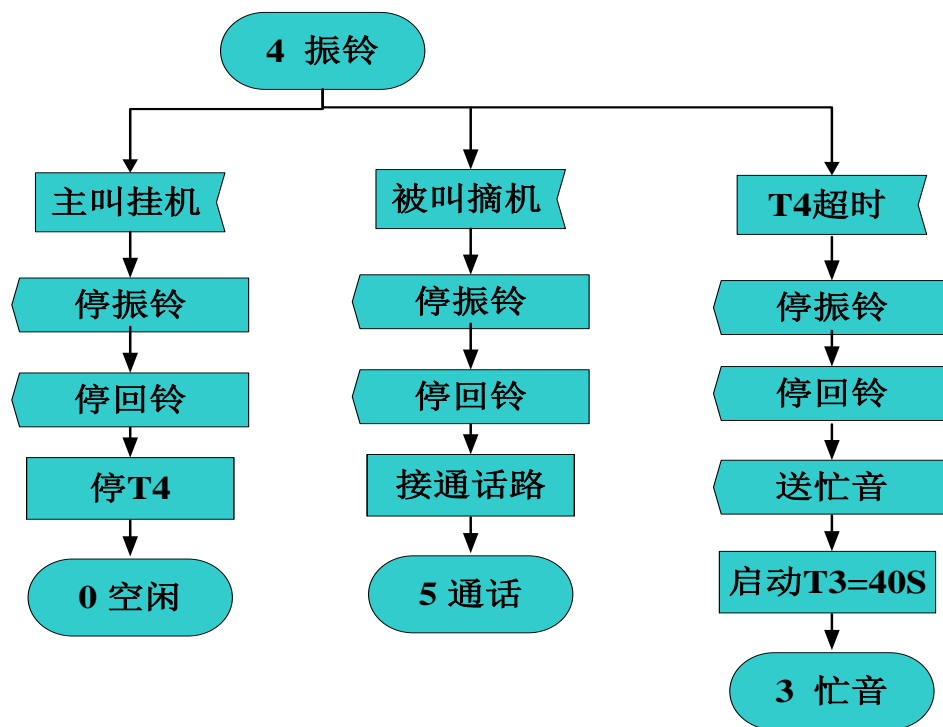 4 振铃
主叫挂机
停振铃
停回铃
停T4
0 空闲
被叫摘机
停振铃
停回铃
接通话路
5 通话
T4超时
停振铃
停回铃
送忙音
启动T3=40S
3 忙音